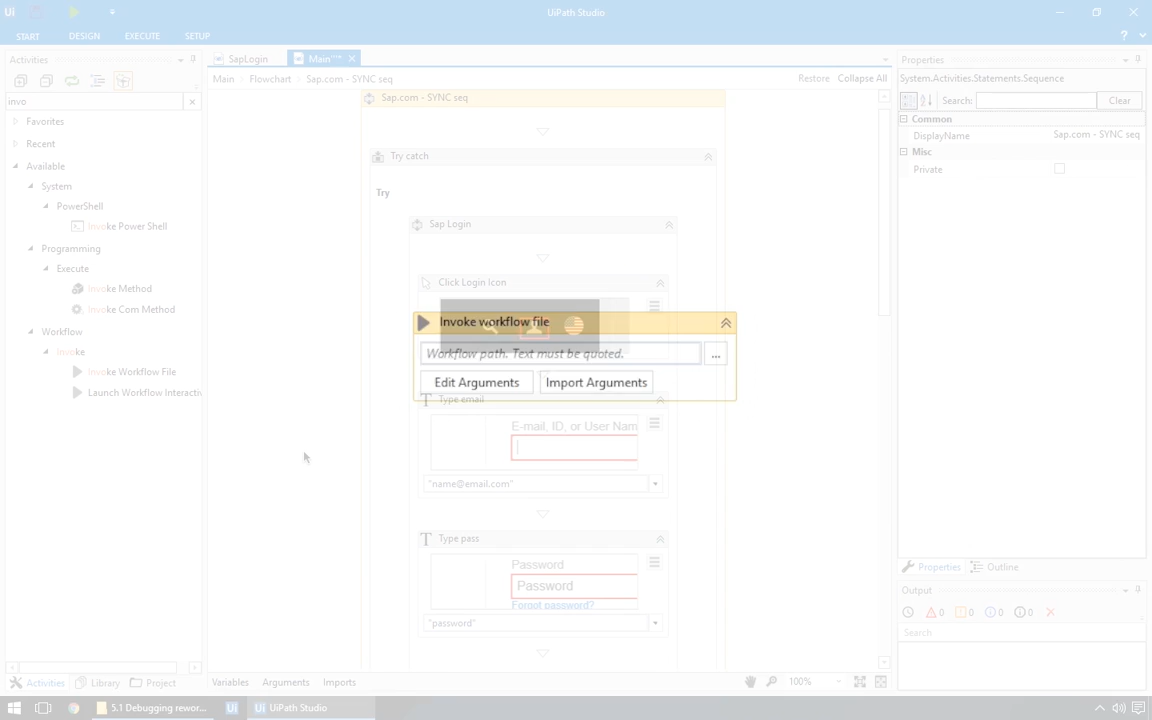 Ui
UiPath Studio
START DESIGN EXECUTE SETUP
Activities
SapLogin
Main**
Properties
Main Flowchart Sap.com - SYNC seq
Restore Collapse All
System.Activities.Statements.Sequence
invo
Search:
Clear
Favorites
Recent
Available
System
PowerShell
Invoke Power Shell
Programming
Execute
Invoke Method
Invoke Com Method
Workflow
Invoke
Invoke Workflow File
Launch Workflow Interacti
Sap.com - SYNC seq
Try catch
Try
Sap Login
Click Login Icon
Invoke workflow file
Workflow path. Text must be quoted.
...
Edit Arguments
Import Arguments
Type email
E-mail, ID, or User Nam
"name@email.com"
Type pass
Password
Password
Forgot password?
"password"
Common
DisplayName Sap.com - SYNC seq
Misc
Private
Properties Outline
Output
0 0 0 0
Search
Activities Library Project
Variables Arguments Imports
100%
5.1 Debugging rewor...
Ui
Ui
UiPath Studio